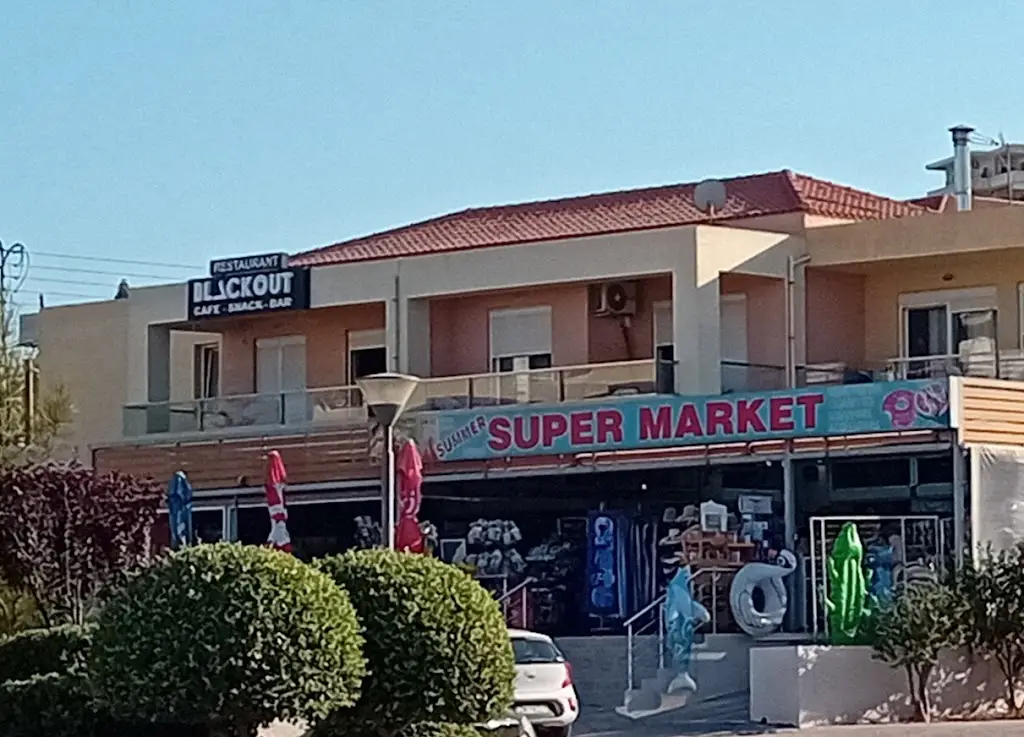 RESTAURANT
BLACKOUT
CAFE - SNACK - BAR
SUMMER
SUPER MARKET